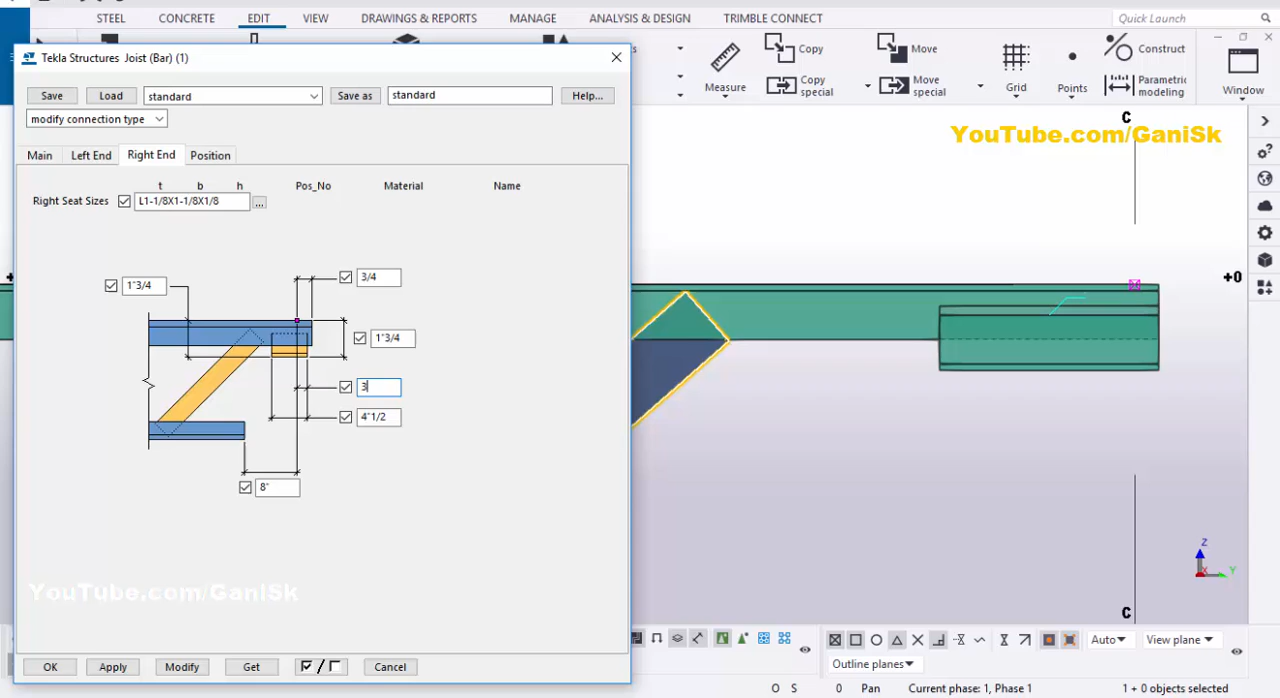 STEEL CONCRETE EDIT VIEW DRAWINGS & REPORTS MANAGE ANALYSIS & DESIGN TRIMBLE CONNECT Quick Launch
Tekla Structures Joist (Bar) (1)
Copy Move Construct
Measure Copy special Move special Grid Points Parametric modeling Window
Save Load standard Save as standard Help...
modify connection type
C
YouTube.com/GaniSk
Main Left End Right End Position
t b h Pos_No Material Name
Right Seat Sizes L1-1/8X1-1/8X1/8 ...
1"3/4
3/4
+0
1"3/4
3
4"1/2
8"
Z
Y
YouTube.com/GaniSk
C
Auto View plane
Outline planes
OK Apply Modify Get / Cancel
O S 0 Pan Current phase: 1, Phase 1 1 + 0 objects selected